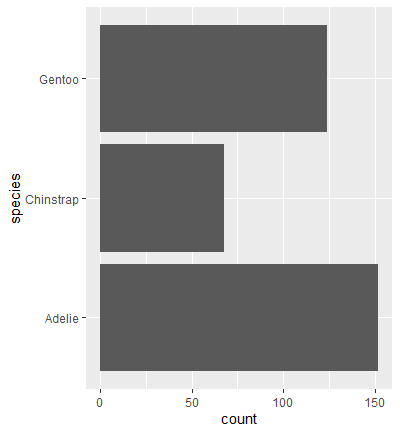 species
Gentoo
Chinstrap
Adelie
0 50 100 150
count